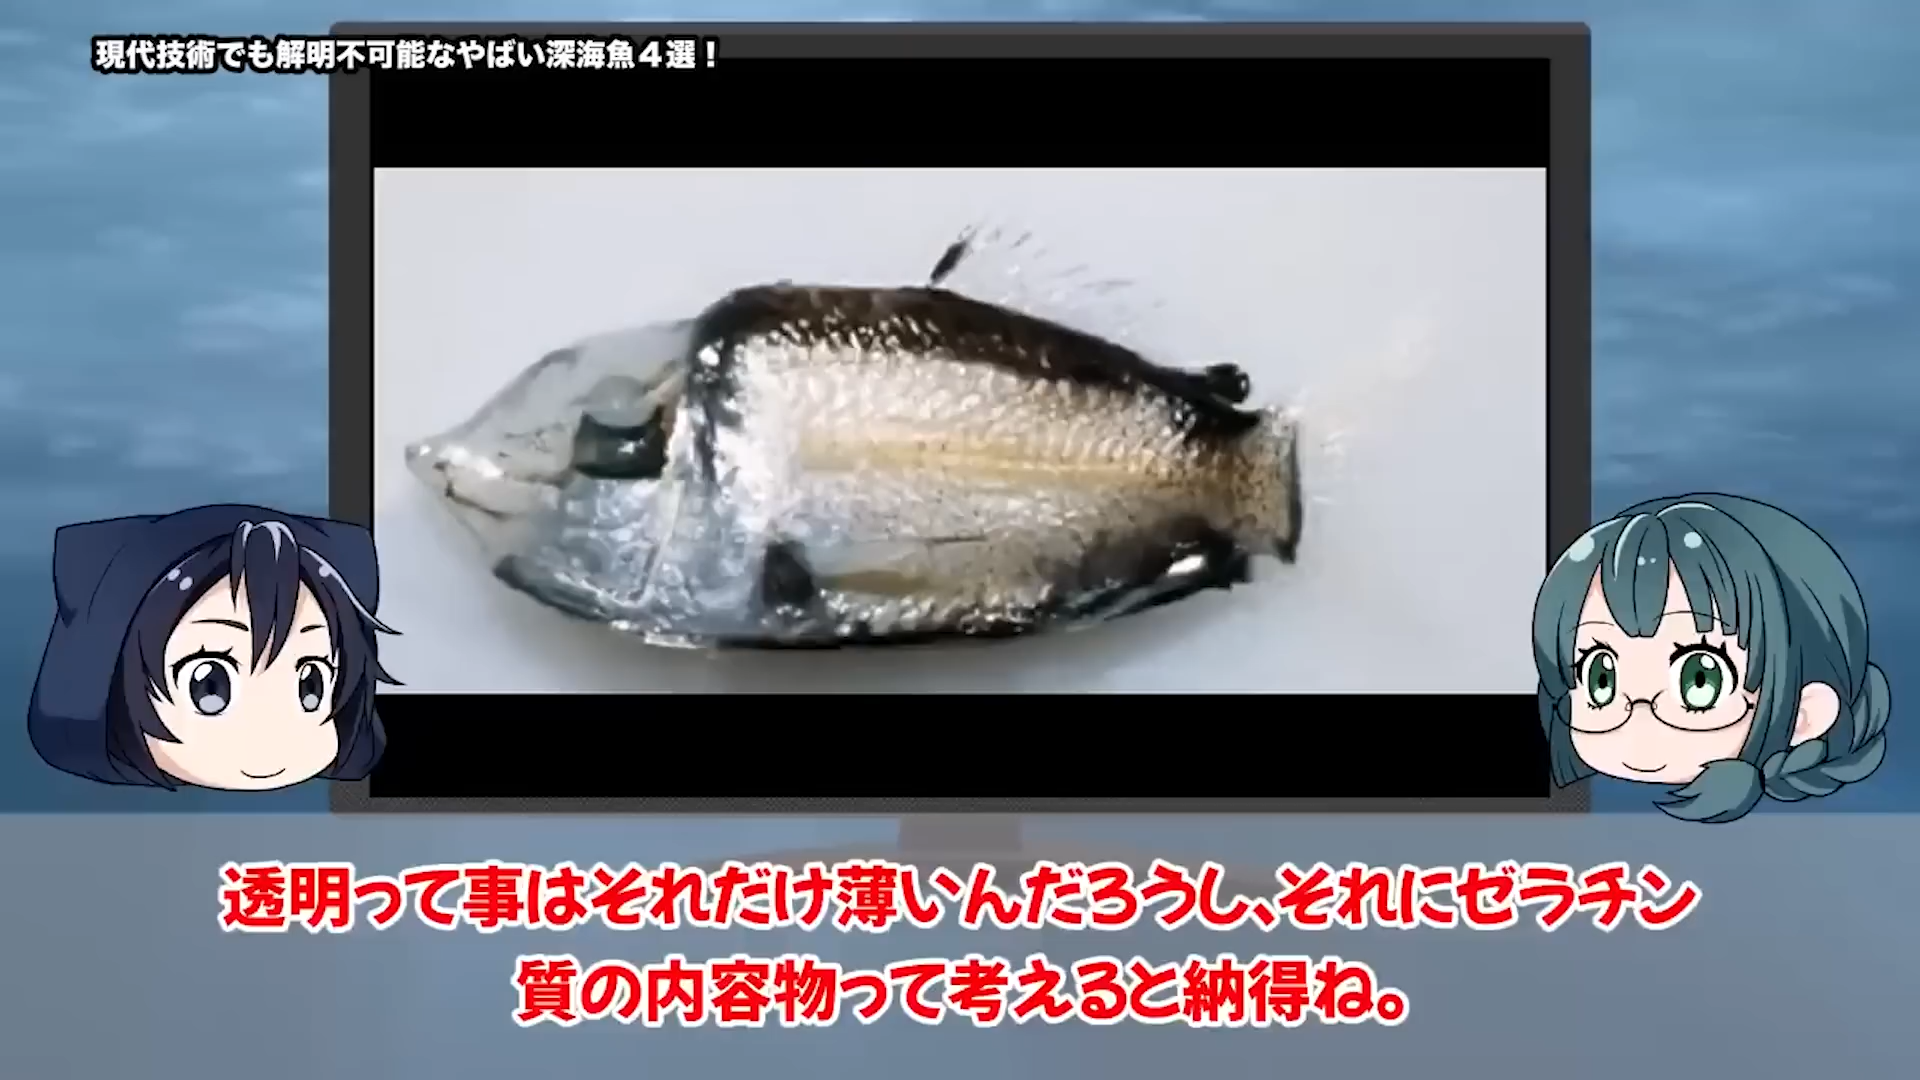 現代技術でも解明不可能なやばい深海魚４選！
透明って事はそれだけ薄いんだろうし、それにゼラチン
質の内容物って考えると納得ね。